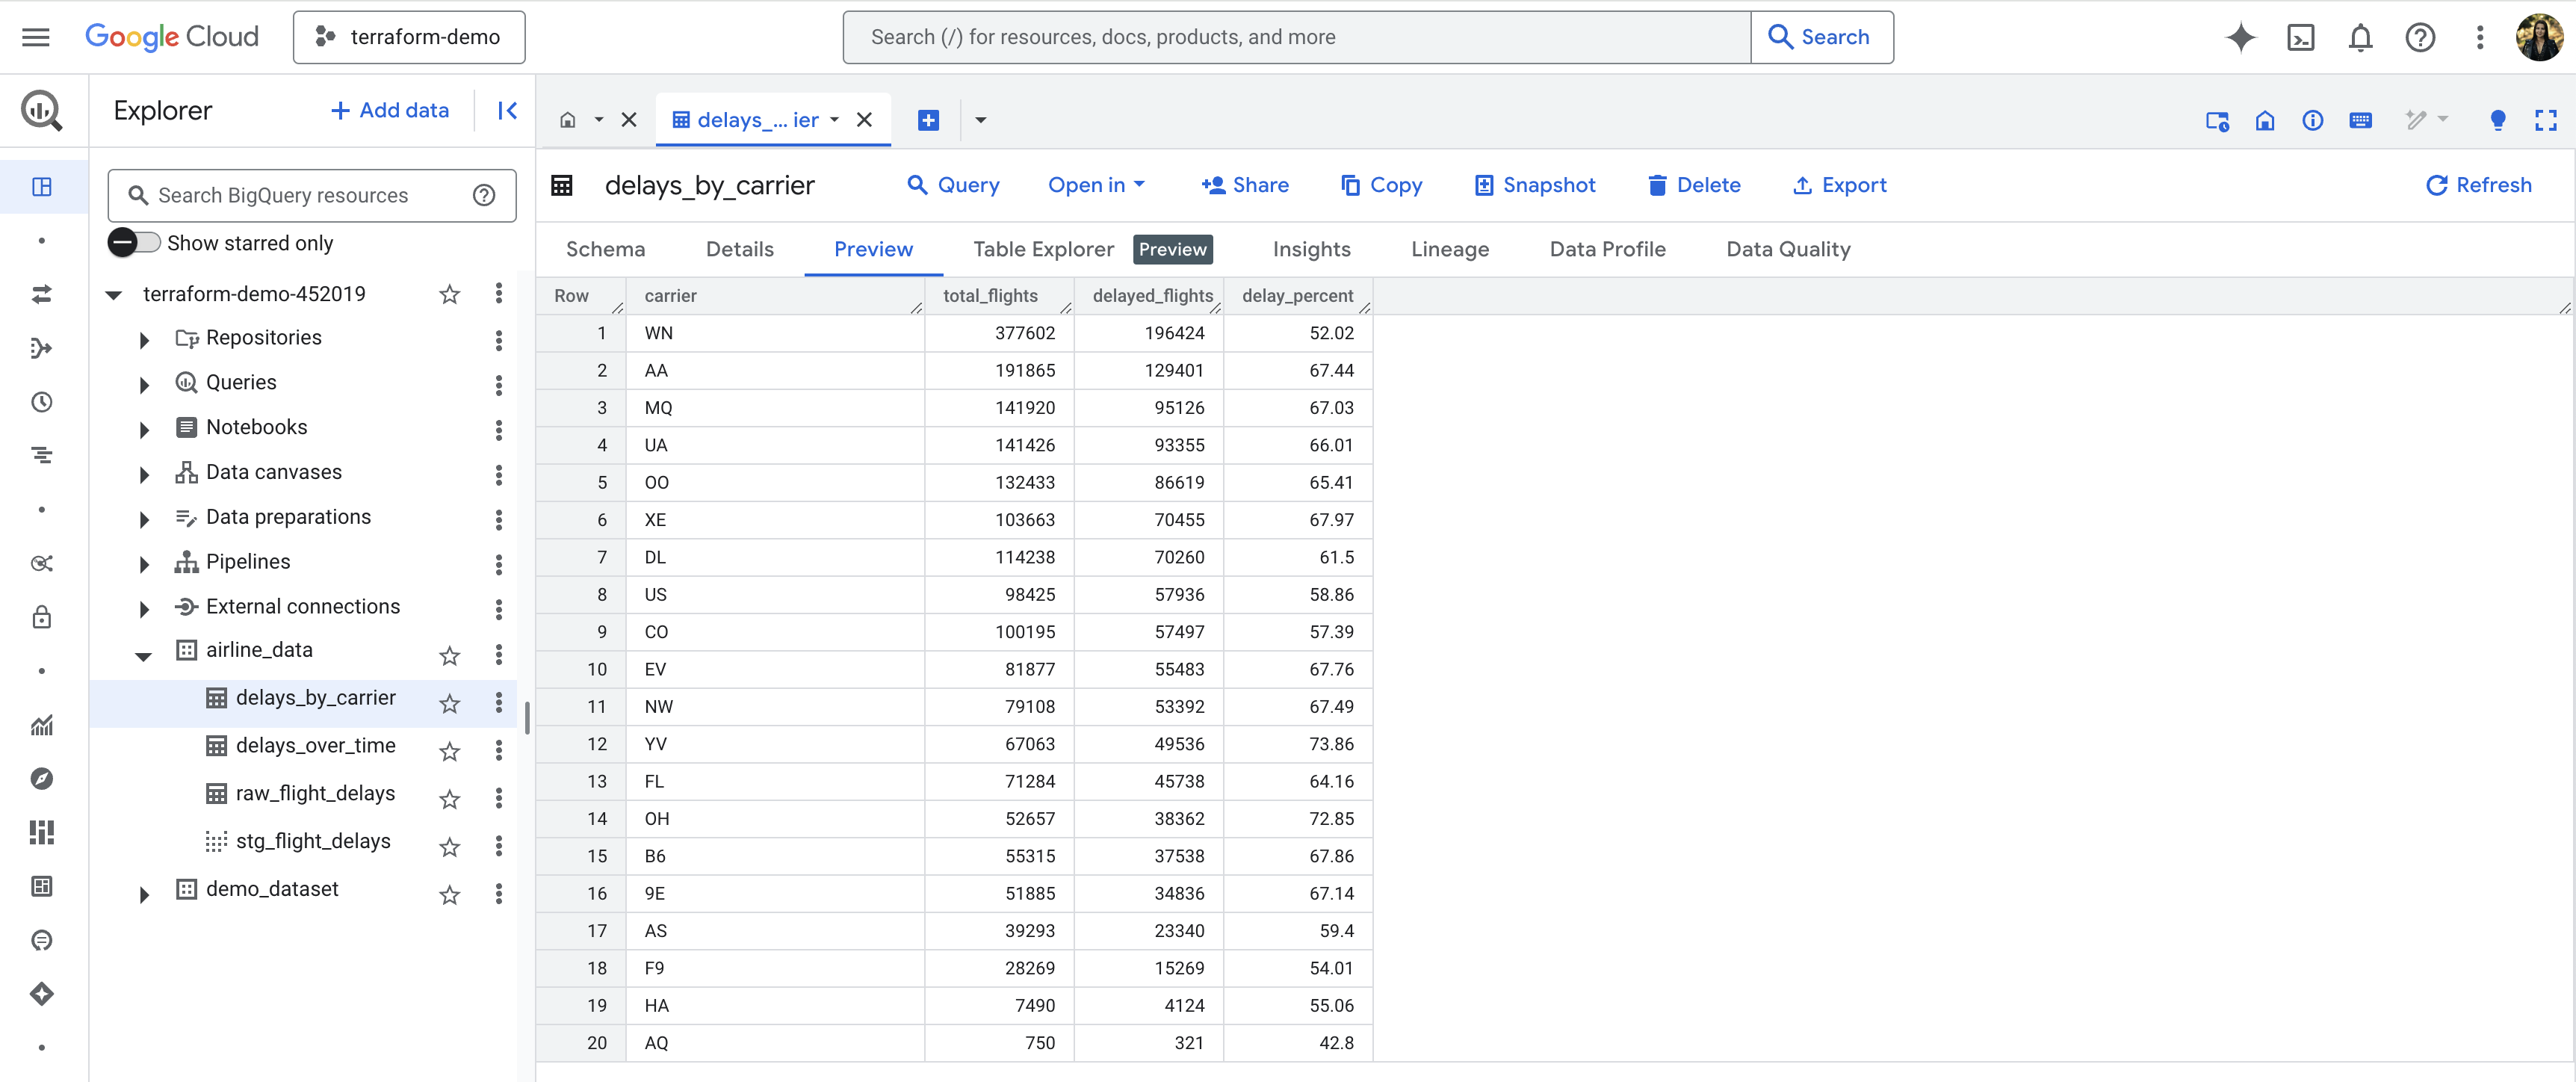 Google Cloud
terraform-demo
Search (/) for resources, docs, products, and more
Search
Explorer
+ Add data
Search BigQuery resources
Show starred only
terraform-demo-452019
Repositories
Queries
Notebooks
Data canvases
Data preparations
Pipelines
External connections
airline_data
delays_by_carrier
delays_over_time
raw_flight_delays
stg_flight_delays
demo_dataset
delays_... ier
delays_by_carrier
Query
Open in
Share
Copy
Snapshot
Delete
Export
Refresh
Schema Details Preview Table Explorer Preview Insights Lineage Data Profile Data Quality
Row carrier total_flights delayed_flights delay_percent
1 WN 377602 196424 52.02
2 AA 191865 129401 67.44
3 MQ 141920 95126 67.03
4 UA 141426 93355 66.01
5 OO 132433 86619 65.41
6 XE 103663 70455 67.97
7 DL 114238 70260 61.5
8 US 98425 57936 58.86
9 CO 100195 57497 57.39
10 EV 81877 55483 67.76
11 NW 79108 53392 67.49
12 YV 67063 49536 73.86
13 FL 71284 45738 64.16
14 OH 52657 38362 72.85
15 B6 55315 37538 67.86
16 9E 51885 34836 67.14
17 AS 39293 23340 59.4
18 F9 28269 15269 54.01
19 HA 7490 4124 55.06
20 AQ 750 321 42.8